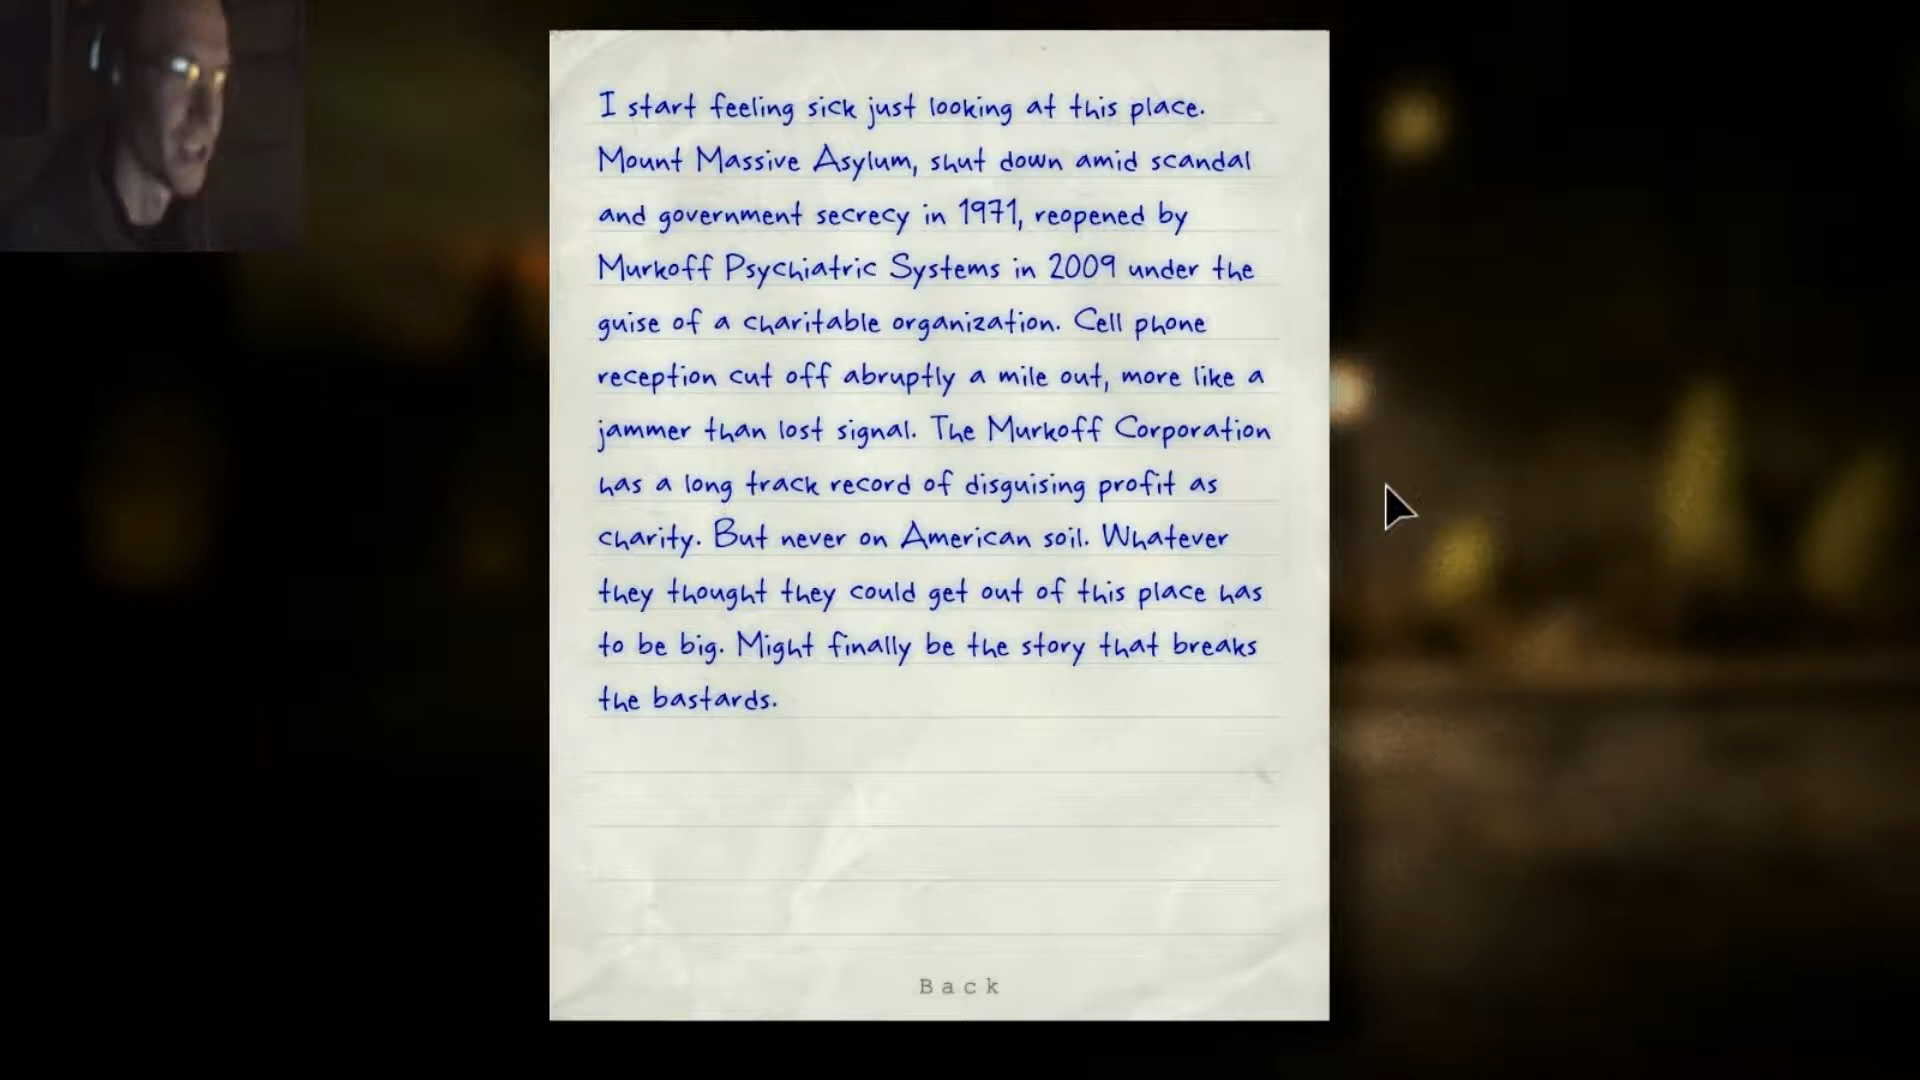 I start feeling sick just looking at this place.
Mount Massive Asylum, shut down amid scandal
and government secrecy in 1971, reopened by
Murkoff Psychiatric Systems in 2009 under the
guise of a charitable organization. Cell phone
reception cut off abruptly a mile out, more like a
jammer than lost signal. The Murkoff Corporation
has a long track record of disguising profit as
charity. But never on American soil. Whatever
they thought they could get out of this place has
to be big. Might finally be the story that breaks
the bastards.
Back